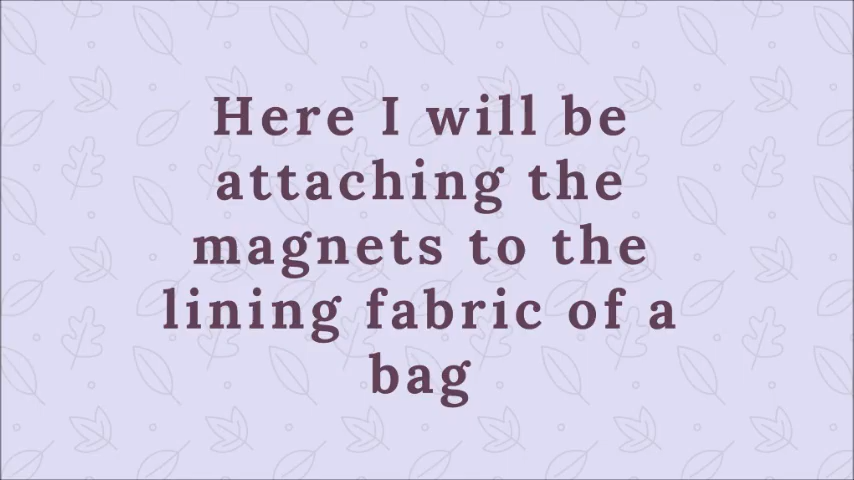 Here I will be
attaching the
magnets to the
lining fabric of a
bag